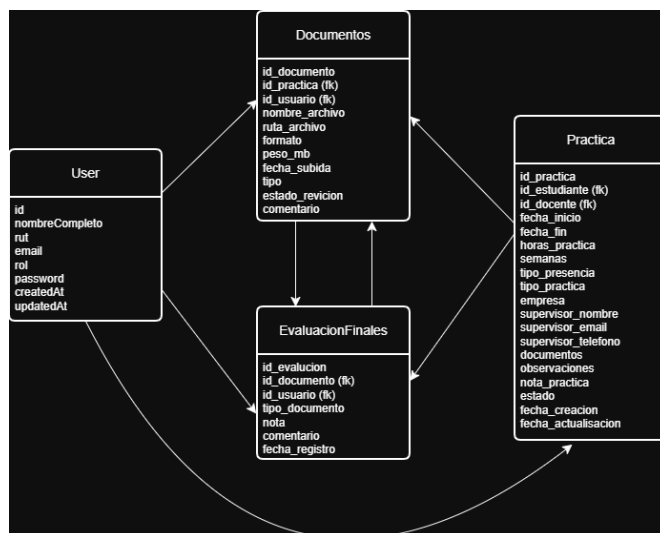 Documentos
id_documento
id_practica (fk)
id_usuario (fk)
nombre_archivo
ruta_archivo
formato
peso_mb
fecha_subida
tipo
estado_revicion
comentario
User
id
nombreCompleto
rut
email
rol
password
createdAt
updatedAt
EvaluacionFinales
id_evalucion
id_documento (fk)
id_usuario (fk)
tipo_documento
nota
comentario
fecha_registro
Practica
id_practica
id_estudiante (fk)
id_docente (fk)
fecha_inicio
fecha_fin
horas_practica
semanas
tipo_presencia
tipo_practica
empresa
supervisor_nombre
supervisor_email
supervisor_telefono
documentos
observaciones
nota_practica
estado
fecha_creacion
fecha_actualisacion